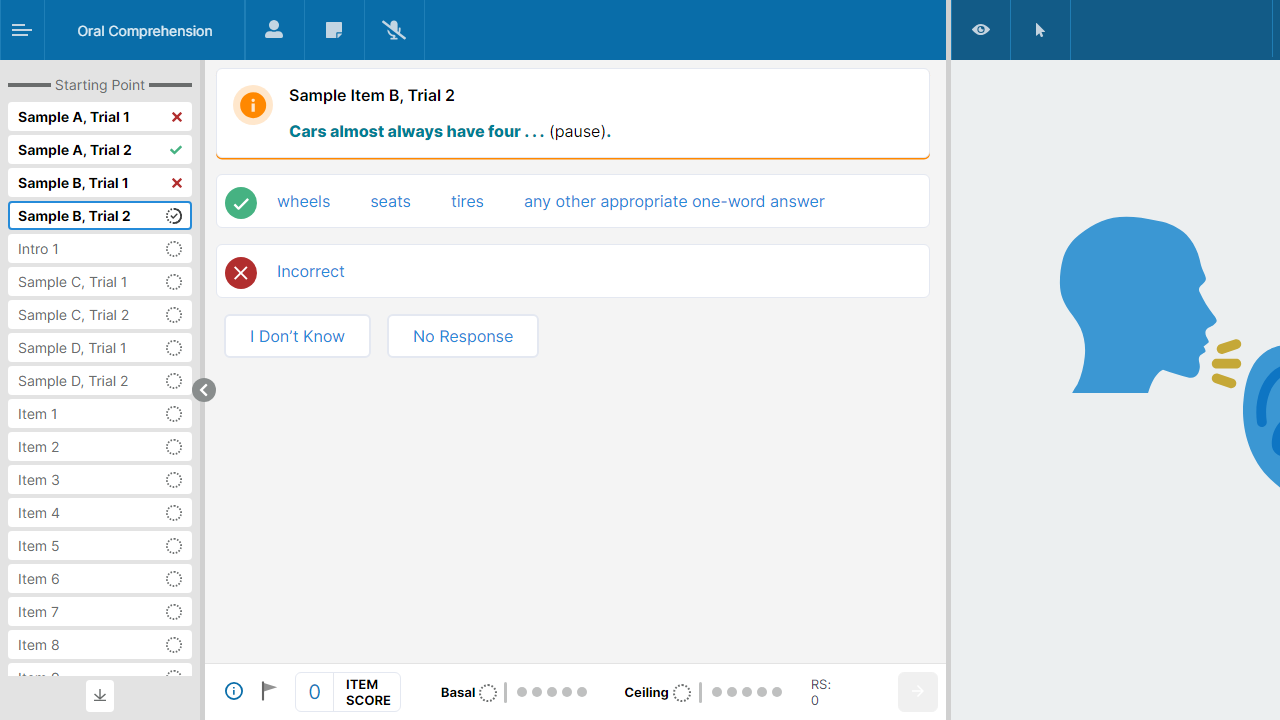 Oral Comprehension
Starting Point
Sample A, Trial 1
Sample A, Trial 2
Sample B, Trial 1
Sample B, Trial 2
Intro 1
Sample C, Trial 1
Sample C, Trial 2
Sample D, Trial 1
Sample D, Trial 2
Item 1
Item 2
Item 3
Item 4
Item 5
Item 6
Item 7
Item 8
Sample Item B, Trial 2
Cars almost always have four . . . (pause).
wheels seats tires any other appropriate one-word answer
Incorrect
I Don’t Know No Response
0 ITEM SCORE
Basal
Ceiling
RS:
0